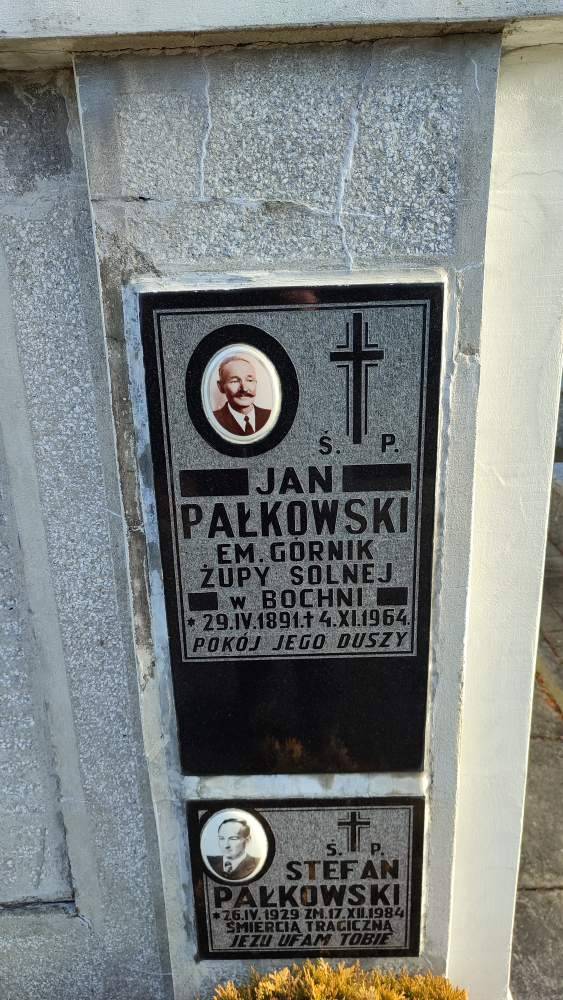 Ś. P.
JAN
PAŁKOWSKI
EM. GÓRNIK
ŻUPY SOLNEJ
W BOCHNI
* 29.IV.1891. † 4.XI.1964.
POKÓJ JEGO DUSZY
Ś. P.
STEFAN
PAŁKOWSKI
*26.IV.1929 ZM.17.XII.1984
ŚMIERCIĄ TRAGICZNĄ
JEZU UFAM TOBIE